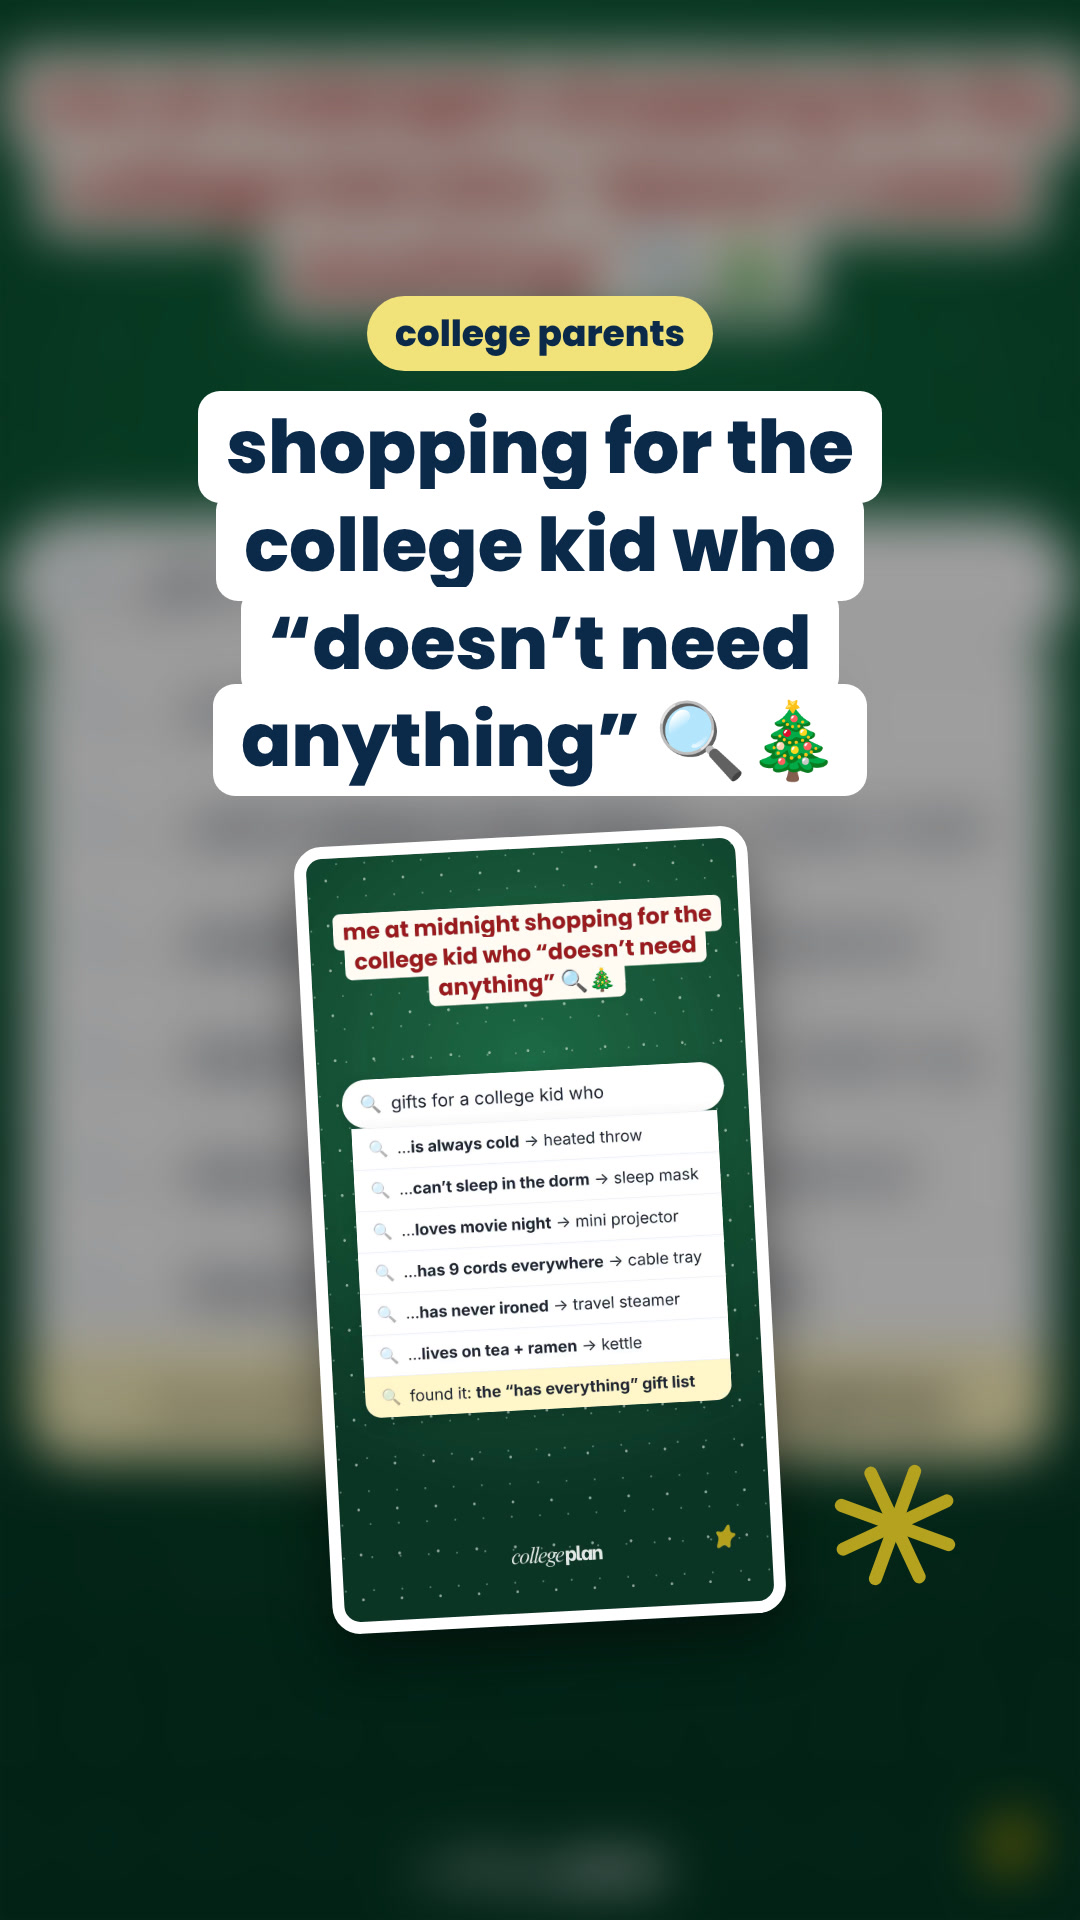 college parents
shopping for the
college kid who
“doesn’t need
anything” 🔍🎄
me at midnight shopping for the
college kid who “doesn’t need
anything” 🔍🎄
gifts for a college kid who
...is always cold → heated throw
...can’t sleep in the dorm → sleep mask
...loves movie night → mini projector
...has 9 cords everywhere → cable tray
...has never ironed → travel steamer
...lives on tea + ramen → kettle
found it: the “has everything” gift list
collegeplan